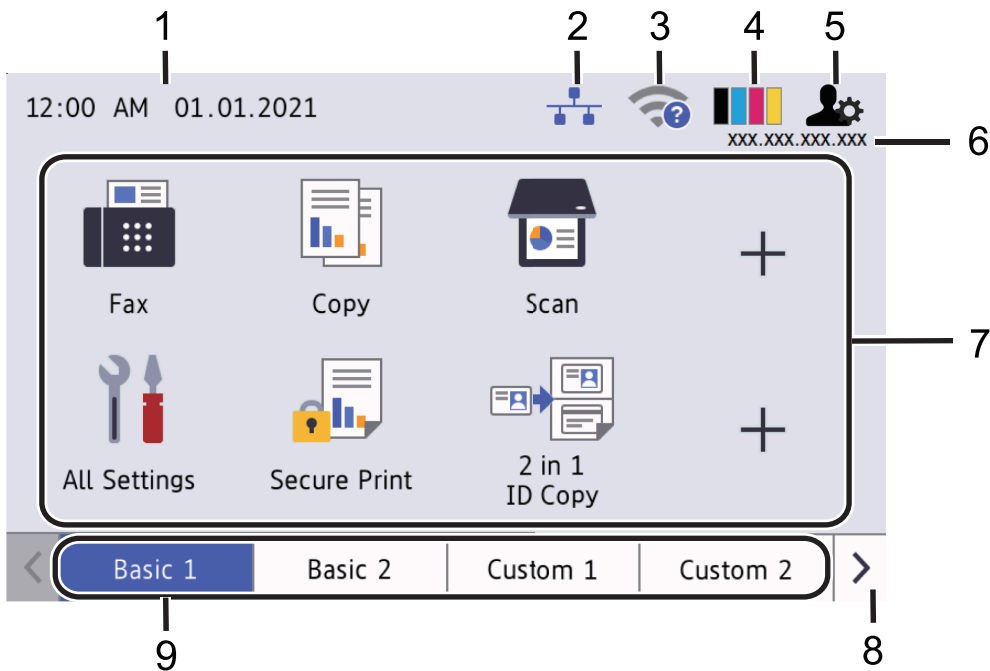 1 2 3 4 5
12:00 AM 01.01.2021
?
XXX.XXX.XXX.XXX 6
Fax Copy Scan
7
All Settings Secure Print 2 in 1
ID Copy
Basic 1 Basic 2 Custom 1 Custom 2
9 8